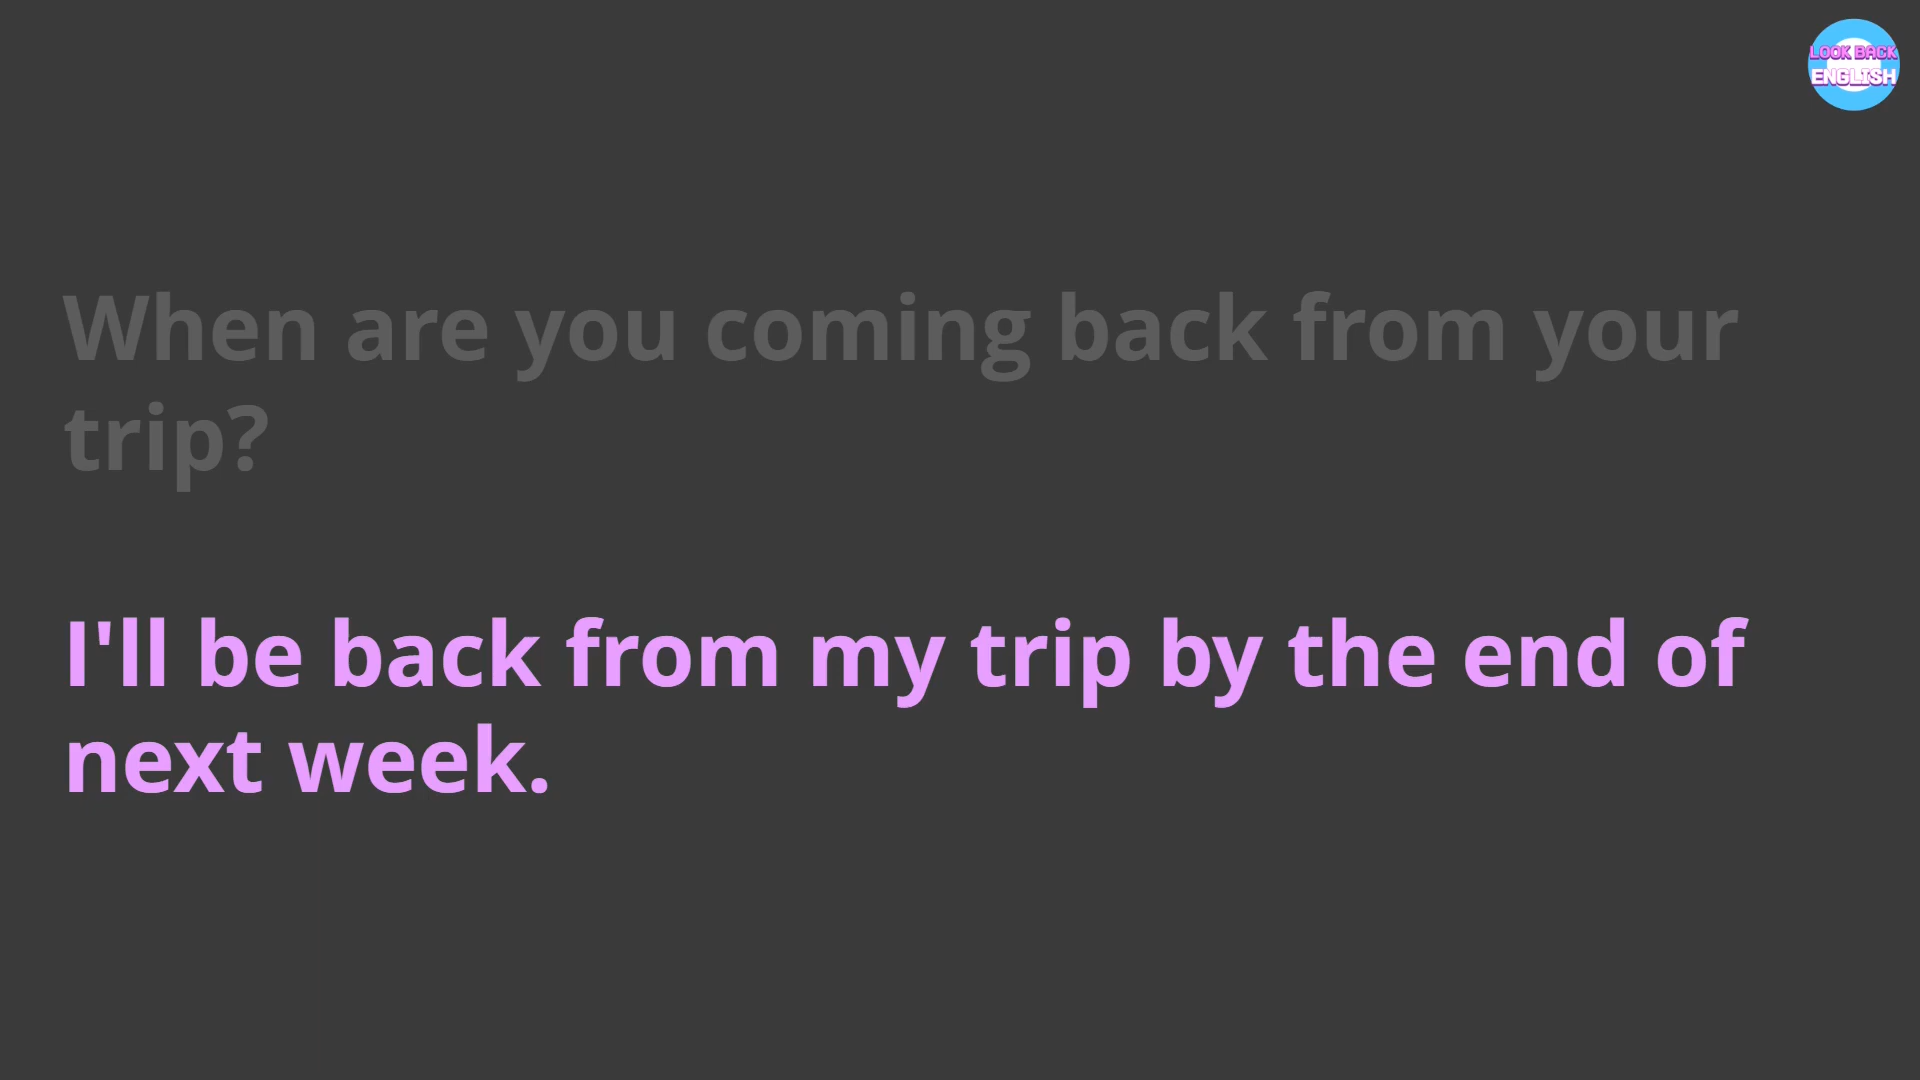 LOOK BACK
ENGLISH
When are you coming back from your
trip?
I'll be back from my trip by the end of
next week.